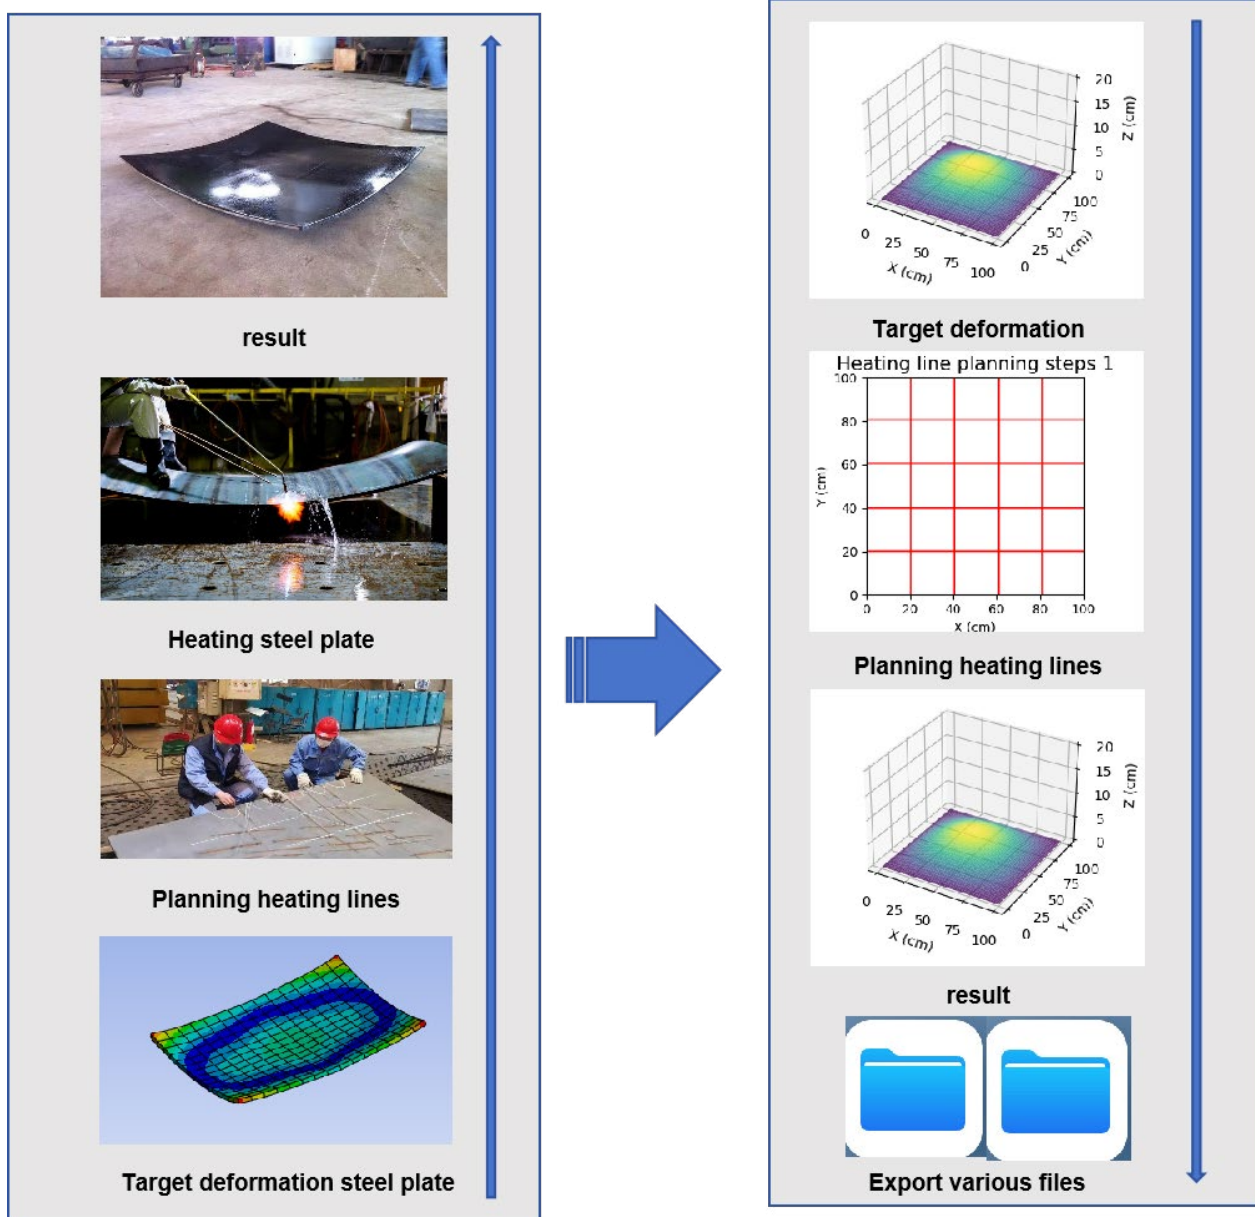 result
Heating steel plate
Planning heating lines
Target deformation steel plate
20
15
10
5
0
Z (cm)
0
25
50
75
100
X (cm)
0
25
50
75
100
Y (cm)
Target deformation
Heating line planning steps 1
100
80
60
40
20
0
Y (cm)
0
20
40
60
80
100
X (cm)
Planning heating lines
20
15
10
5
0
Z (cm)
0
25
50
75
100
X (cm)
0
25
50
75
100
Y (cm)
result
Export various files